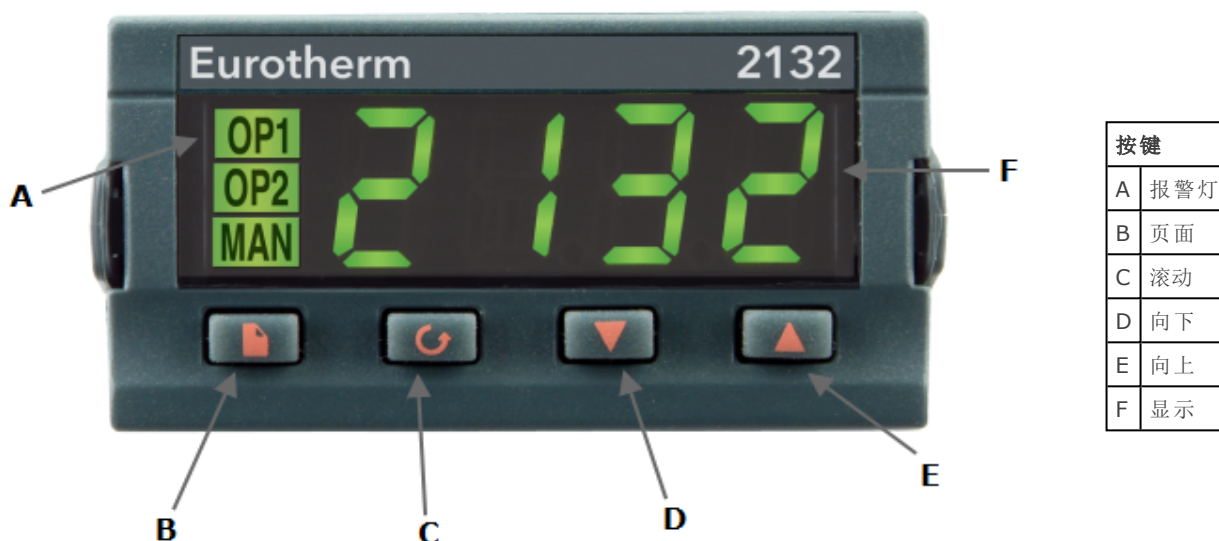 Eurotherm 2132
OP1
OP2
MAN
2132
A
F
B
C
D
E
按键
A 报警灯
B 页面
C 滚动
D 向下
E 向上
F 显示